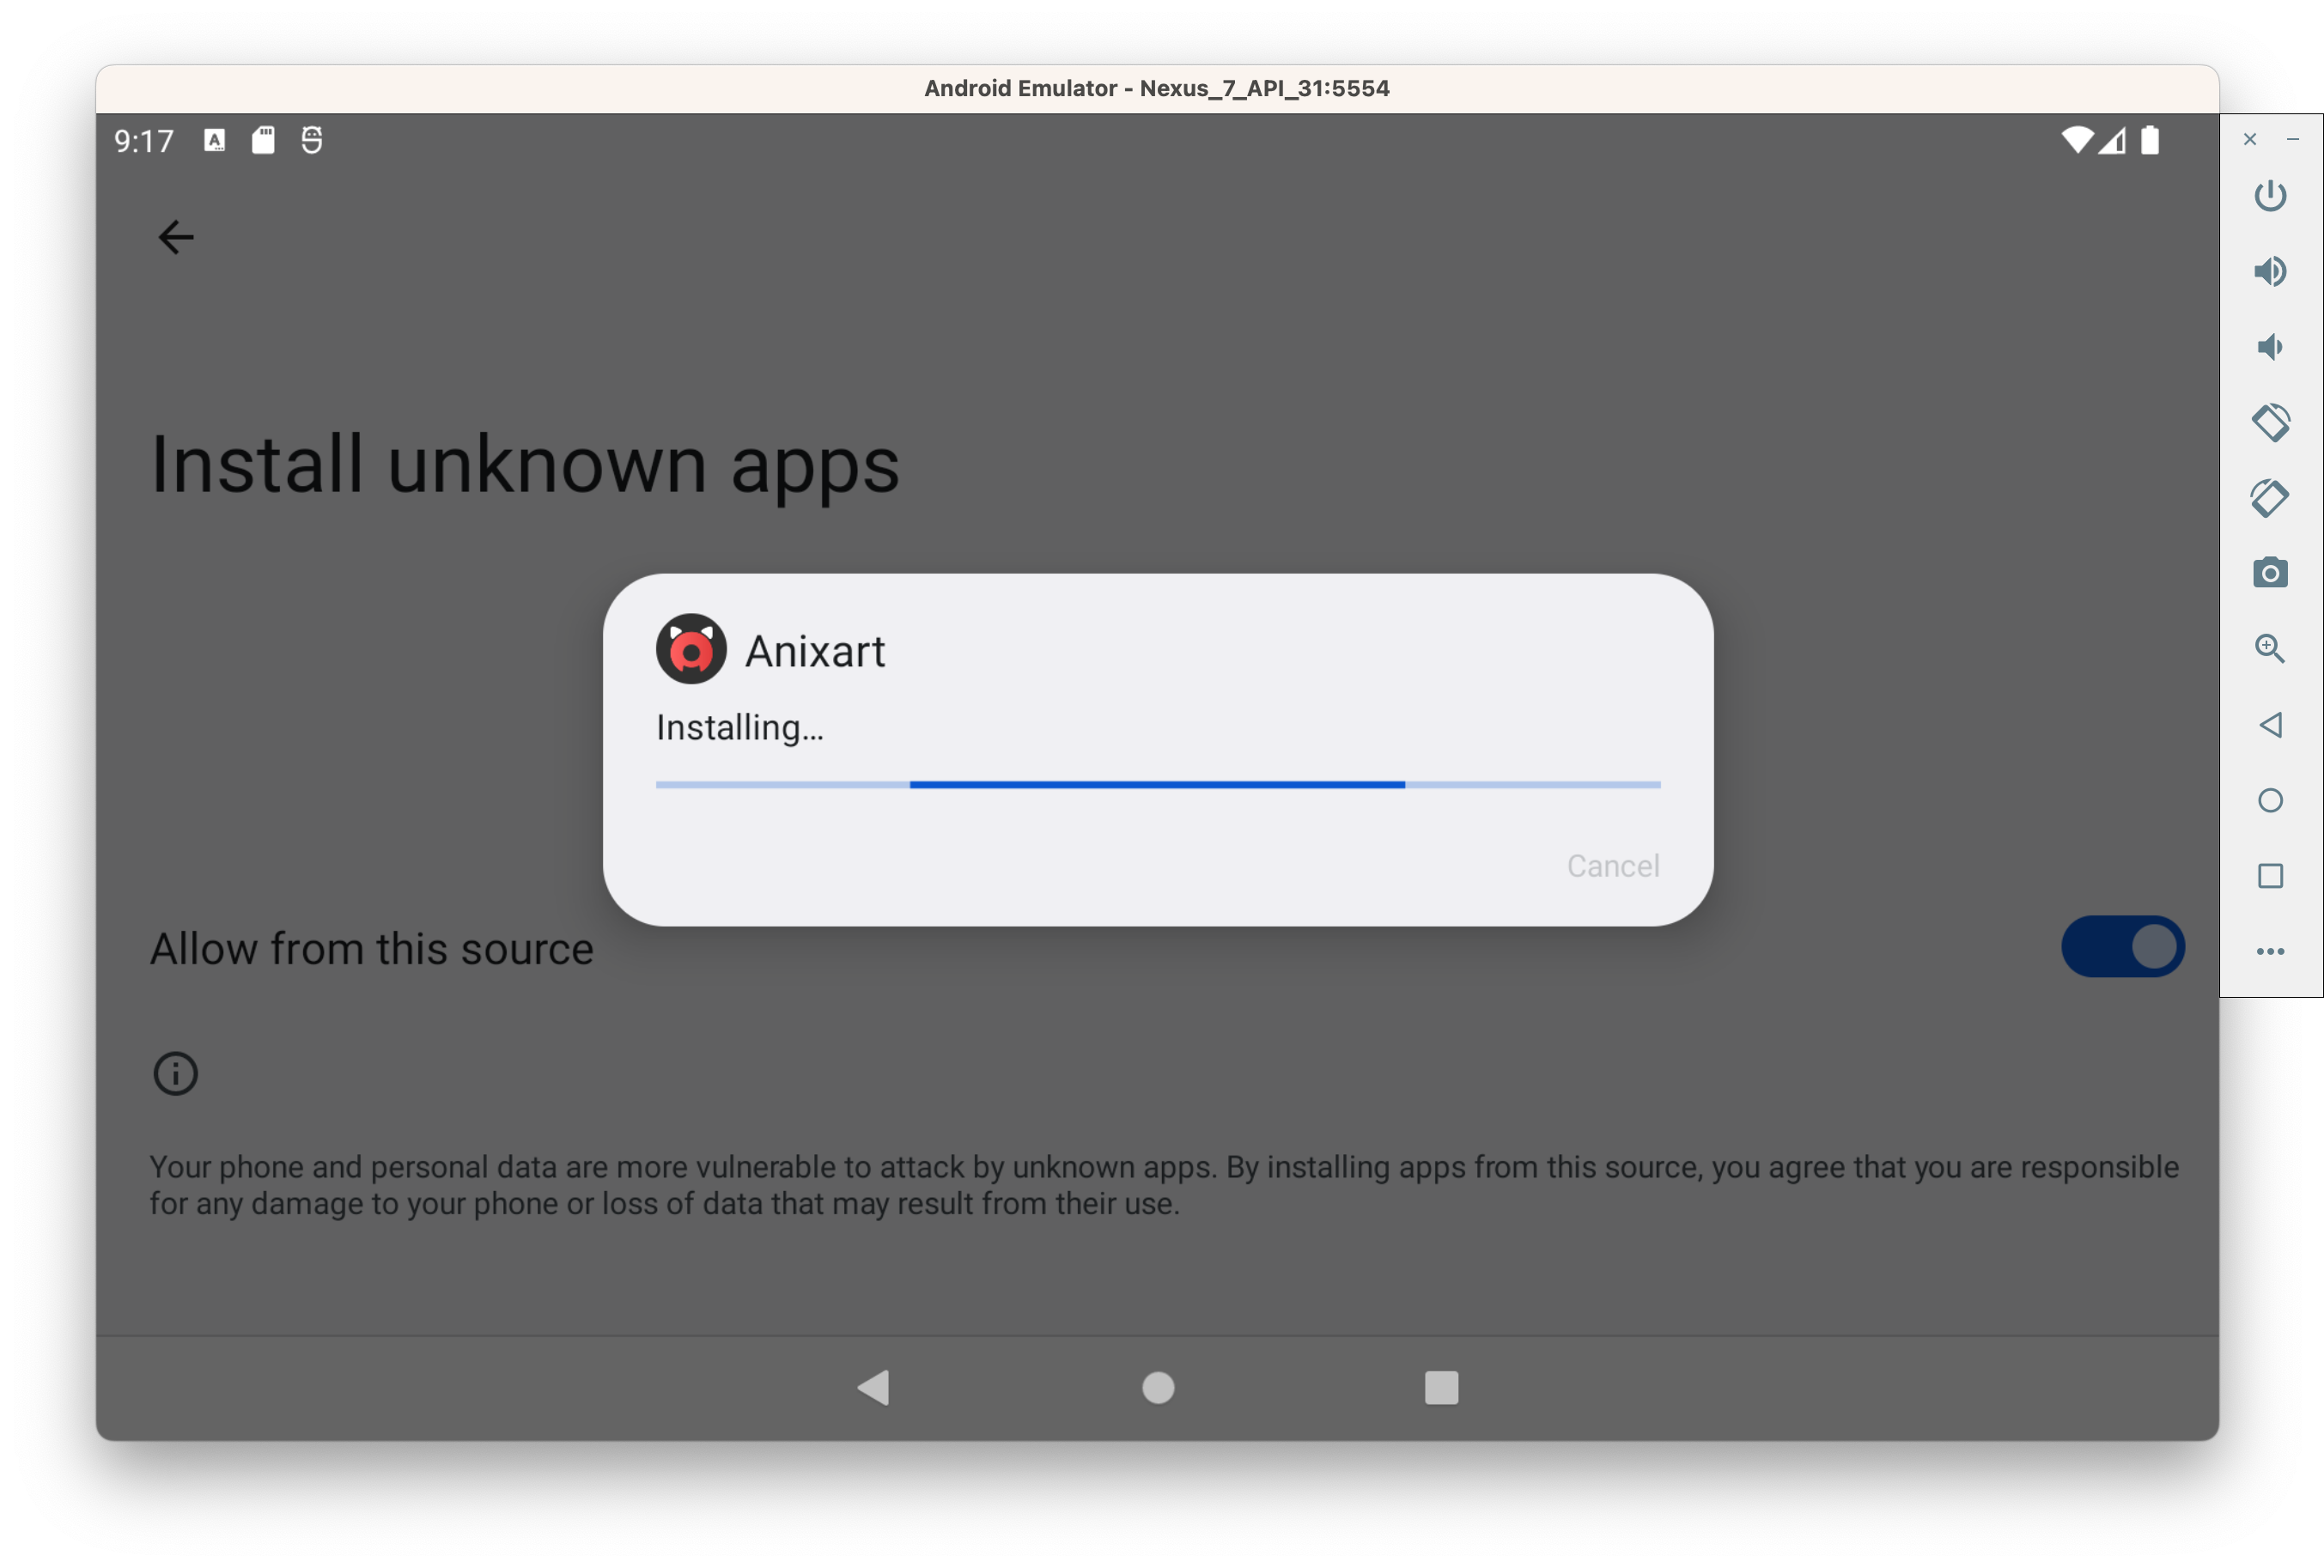 Android Emulator - Nexus_7_API_31:5554
9:17
Install unknown apps
Anixart
Installing…
Cancel
Allow from this source
Your phone and personal data are more vulnerable to attack by unknown apps. By installing apps from this source, you agree that you are responsible
for any damage to your phone or loss of data that may result from their use.